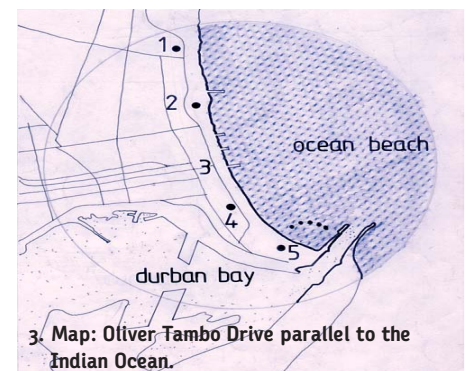 1
2
ocean beach
3
4
5
durban bay
3. Map: Oliver Tambo Drive parallel to the
Indian Ocean.